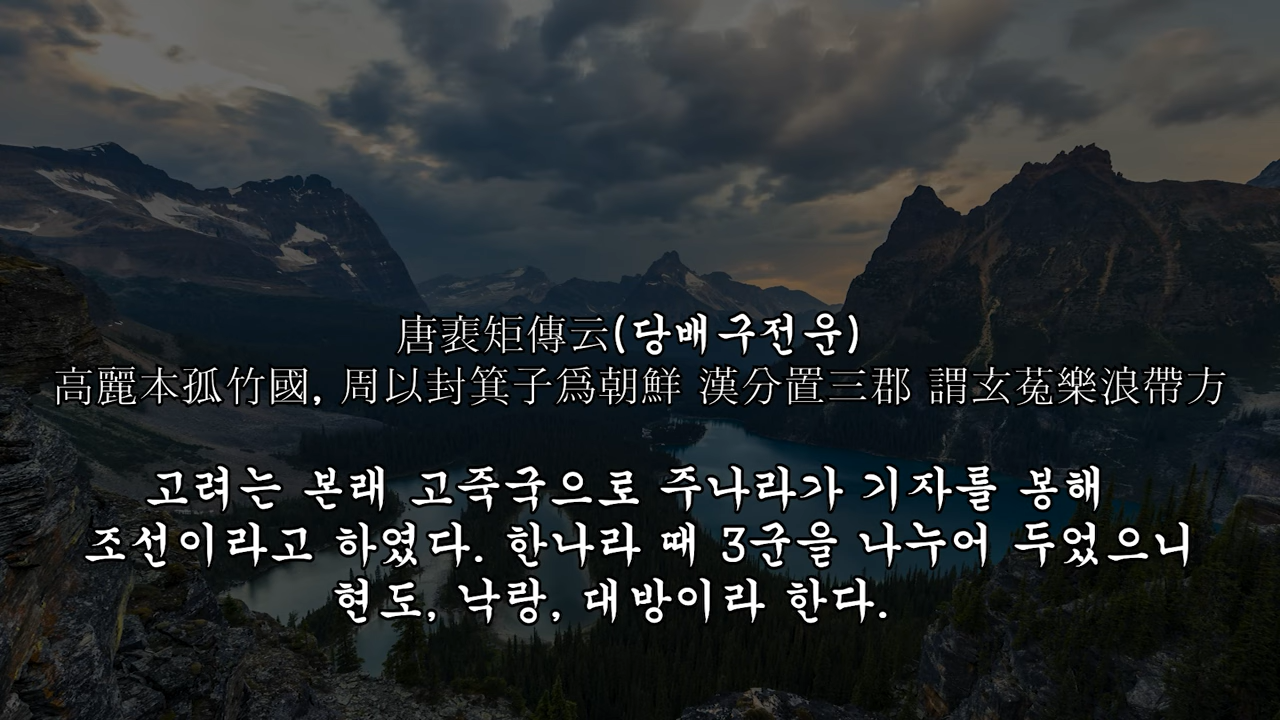 唐裵矩傳云(당배구전운)
高麗本孤竹國, 周以封箕子爲朝鮮 漢分置三郡 謂玄菟樂浪帶方
고려는 본래 고죽국으로 주나라가 기자를 봉해
조선이라고 하였다. 한나라 때 3군을 나누어 두었으니
현도, 낙랑, 대방이라 한다.